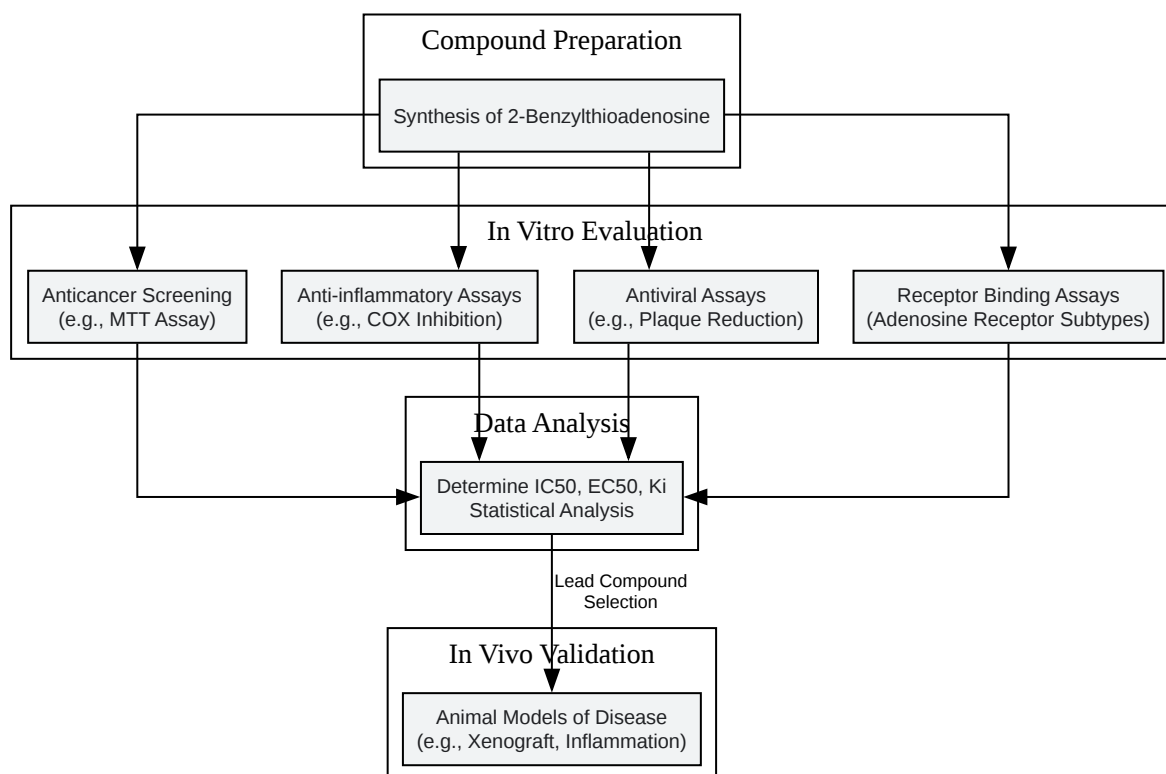 Compound Preparation
Synthesis of 2-Benzylthioadenosine
In Vitro Evaluation
Anticancer Screening
(e.g., MTT Assay)
Anti-inflammatory Assays
(e.g., COX Inhibition)
Antiviral Assays
(e.g., Plaque Reduction)
Receptor Binding Assays
(Adenosine Receptor Subtypes)
Data Analysis
Determine IC50, EC50, Ki
Statistical Analysis
Lead Compound
Selection
In Vivo Validation
Animal Models of Disease
(e.g., Xenograft, Inflammation)